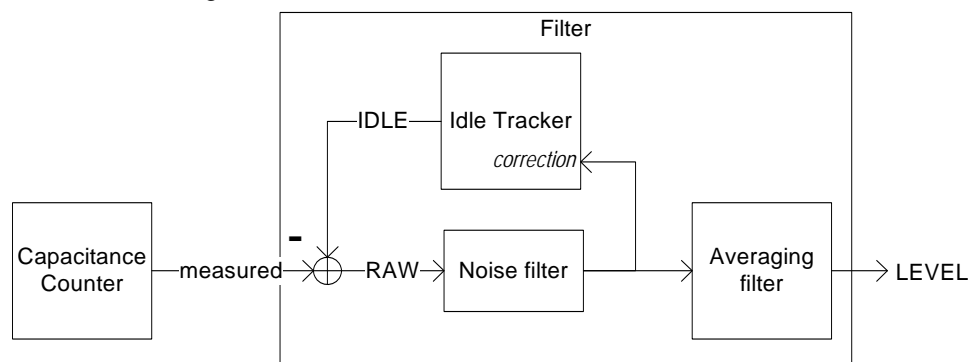 Filter
IDLE
Idle Tracker
correction
-
Capacitance
Counter
measured
RAW
Noise filter
Averaging
filter
LEVEL